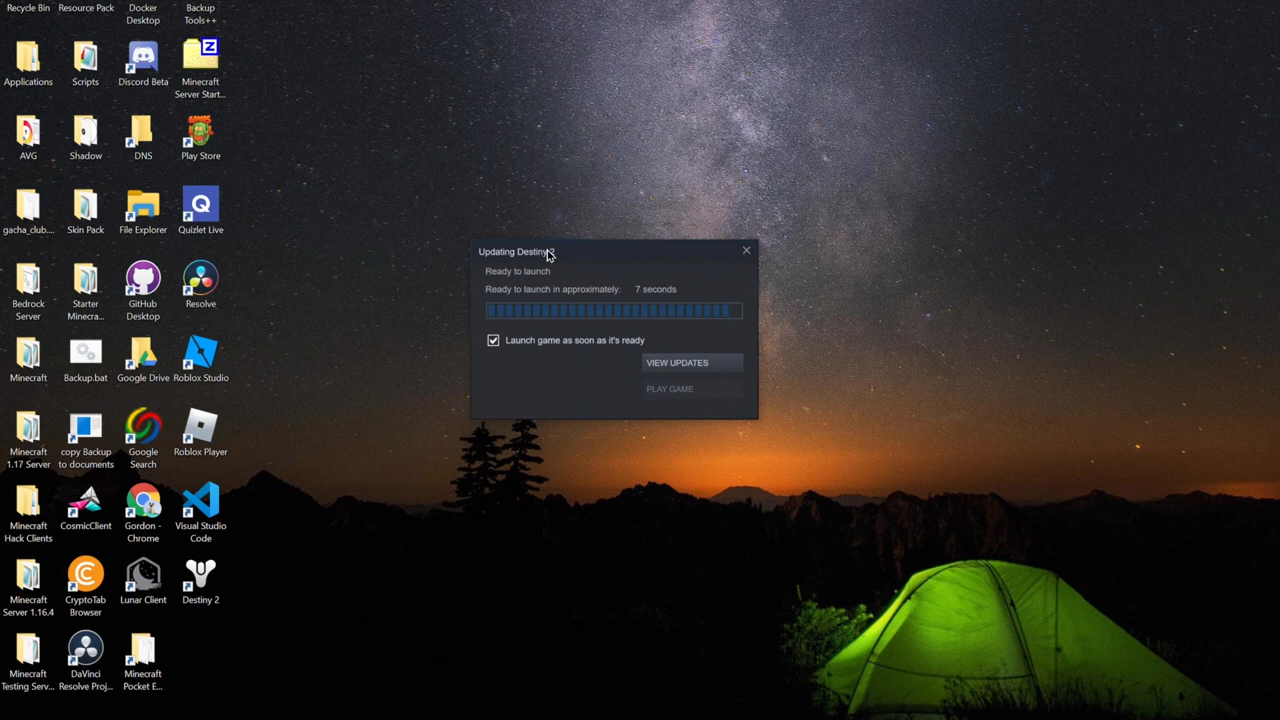 Recycle Bin
Resource Pack
Docker
Desktop
Backup
Tools++
Applications
Scripts
Discord Beta
Z
Minecraft
Server Start...
AVG
Shadow
DNS
Play Store
gacha_club....
Skin Pack
File Explorer
Q
Quizlet Live
Bedrock
Server
Starter
Minecra...
GitHub
Desktop
Resolve
Minecraft
Backup.bat
Google Drive
Roblox Studio
Minecraft
1.17 Server
copy Backup
to documents
Google
Search
Roblox Player
Minecraft
Hack Clients
CosmicClient
Gordon -
Chrome
Visual Studio
Code
Minecraft
Server 1.16.4
CryptoTab
Browser
Lunar Client
Destiny 2
Minecraft
Testing Serv...
DaVinci
Resolve Proj...
Minecraft
Pocket E...
Updating Destiny 2
Ready to launch
Ready to launch in approximately: 7 seconds
Launch game as soon as it's ready
VIEW UPDATES
PLAY GAME